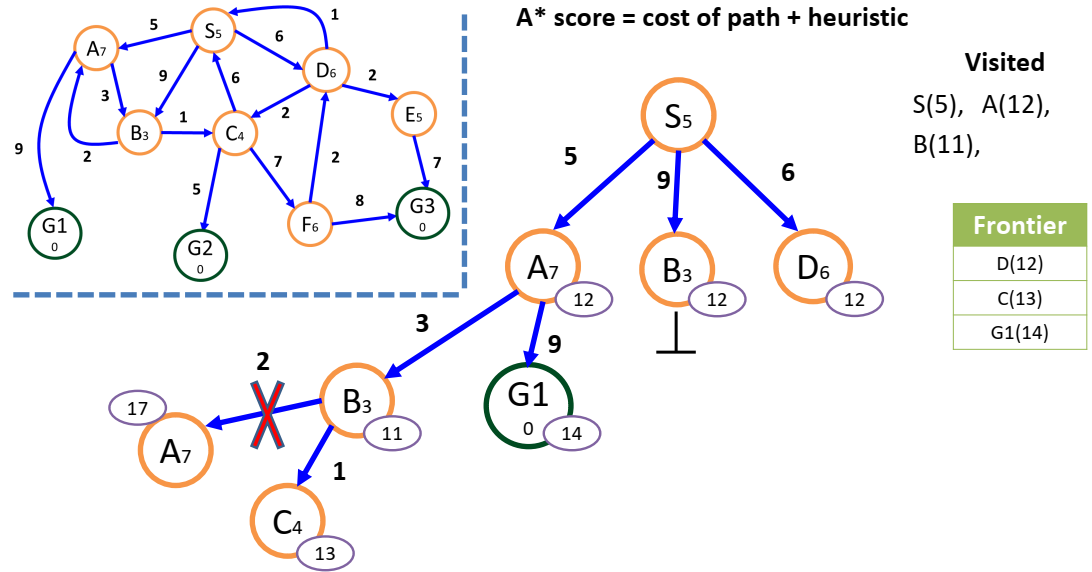 A* score = cost of path + heuristic
1
5
6
A7
S5
9
3
6
D6
2
B3
1
C4
2
E5
9
2
7
2
7
5
8
G1
0
G2
0
F6
G3
0
Visited
S(5), A(12),
B(11),
S5
5
9
6
A7
12
B3
12
D6
12
Frontier
D(12)
C(13)
G1(14)
3
9
2
17
A7
B3
11
G1
0
14
1
C4
13